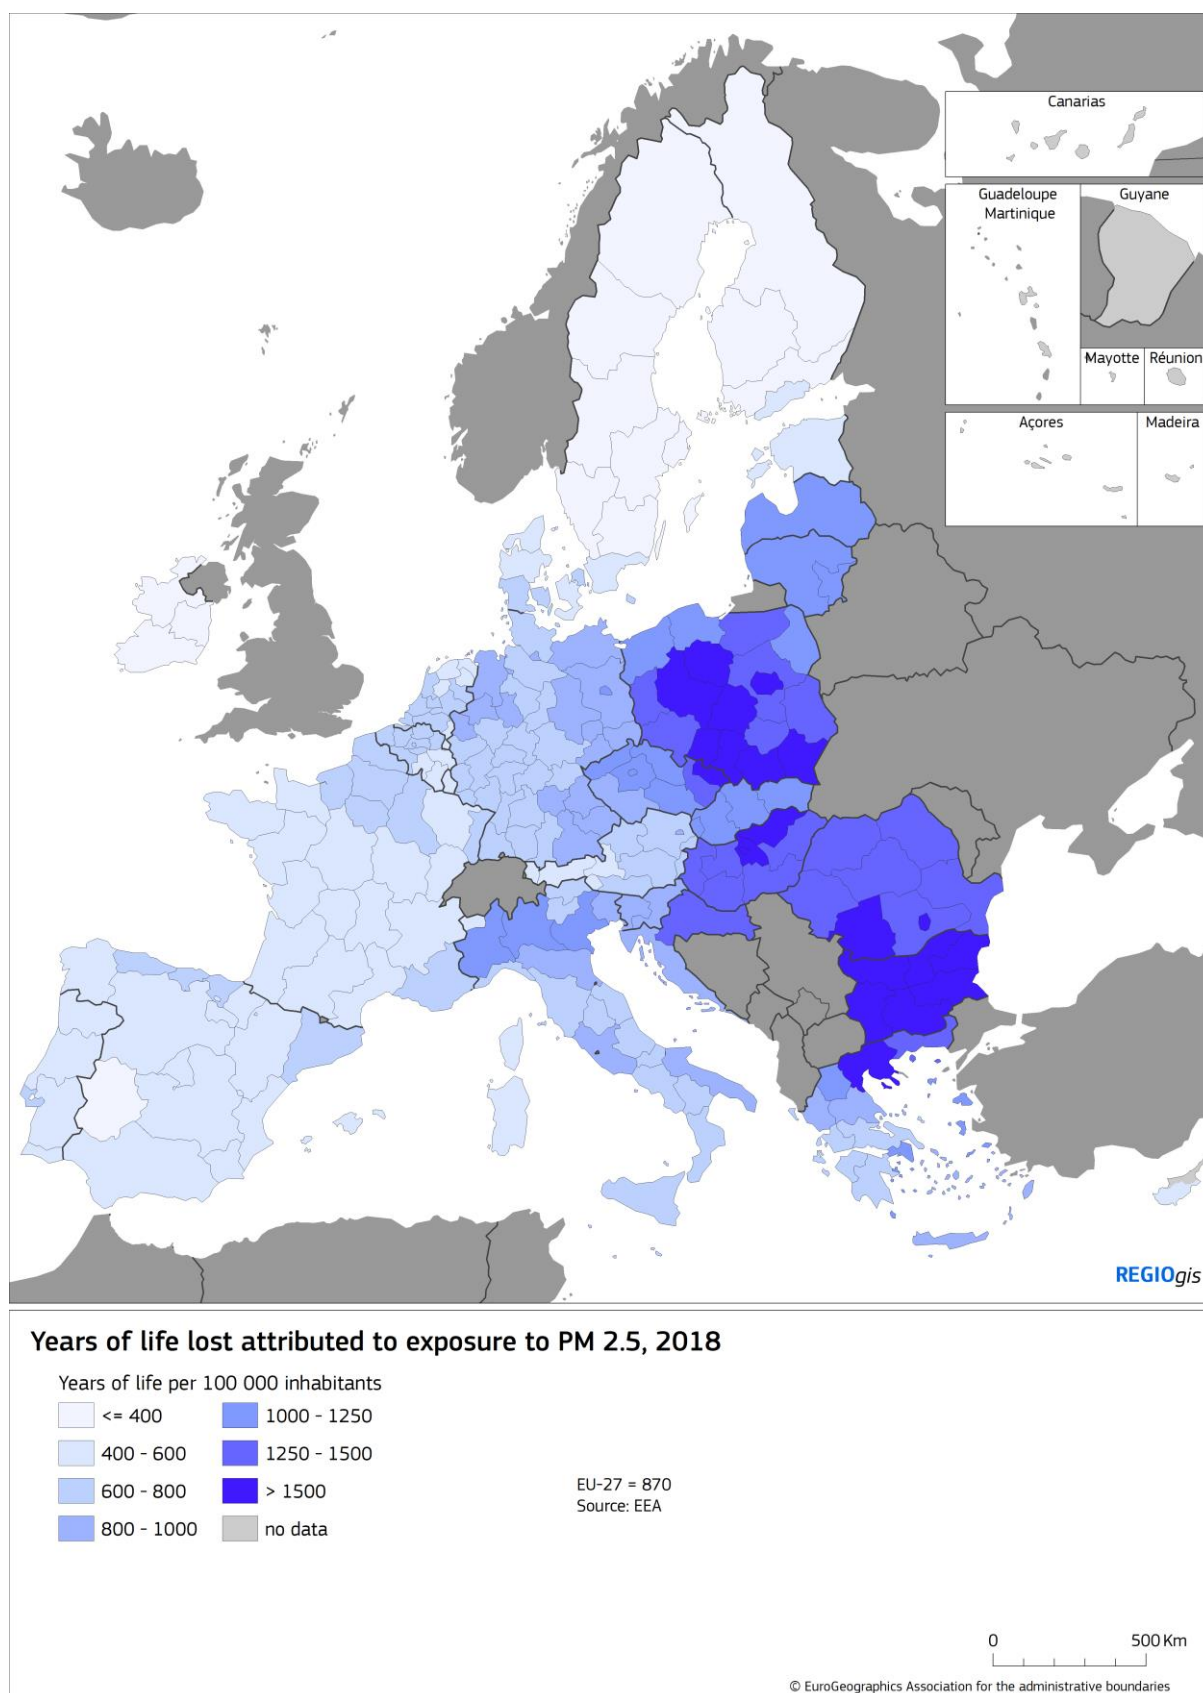 Canarias
Guadeloupe
Martinique
Guyane
Mayotte
Réunion
Açores
Madeira
REGIOgis
Years of life lost attributed to exposure to PM 2.5, 2018
Years of life per 100 000 inhabitants
<= 400
400 - 600
600 - 800
800 - 1000
1000 - 1250
1250 - 1500
> 1500
no data
EU-27 = 870
Source: EEA
0 500 Km
© EuroGeographics Association for the administrative boundaries